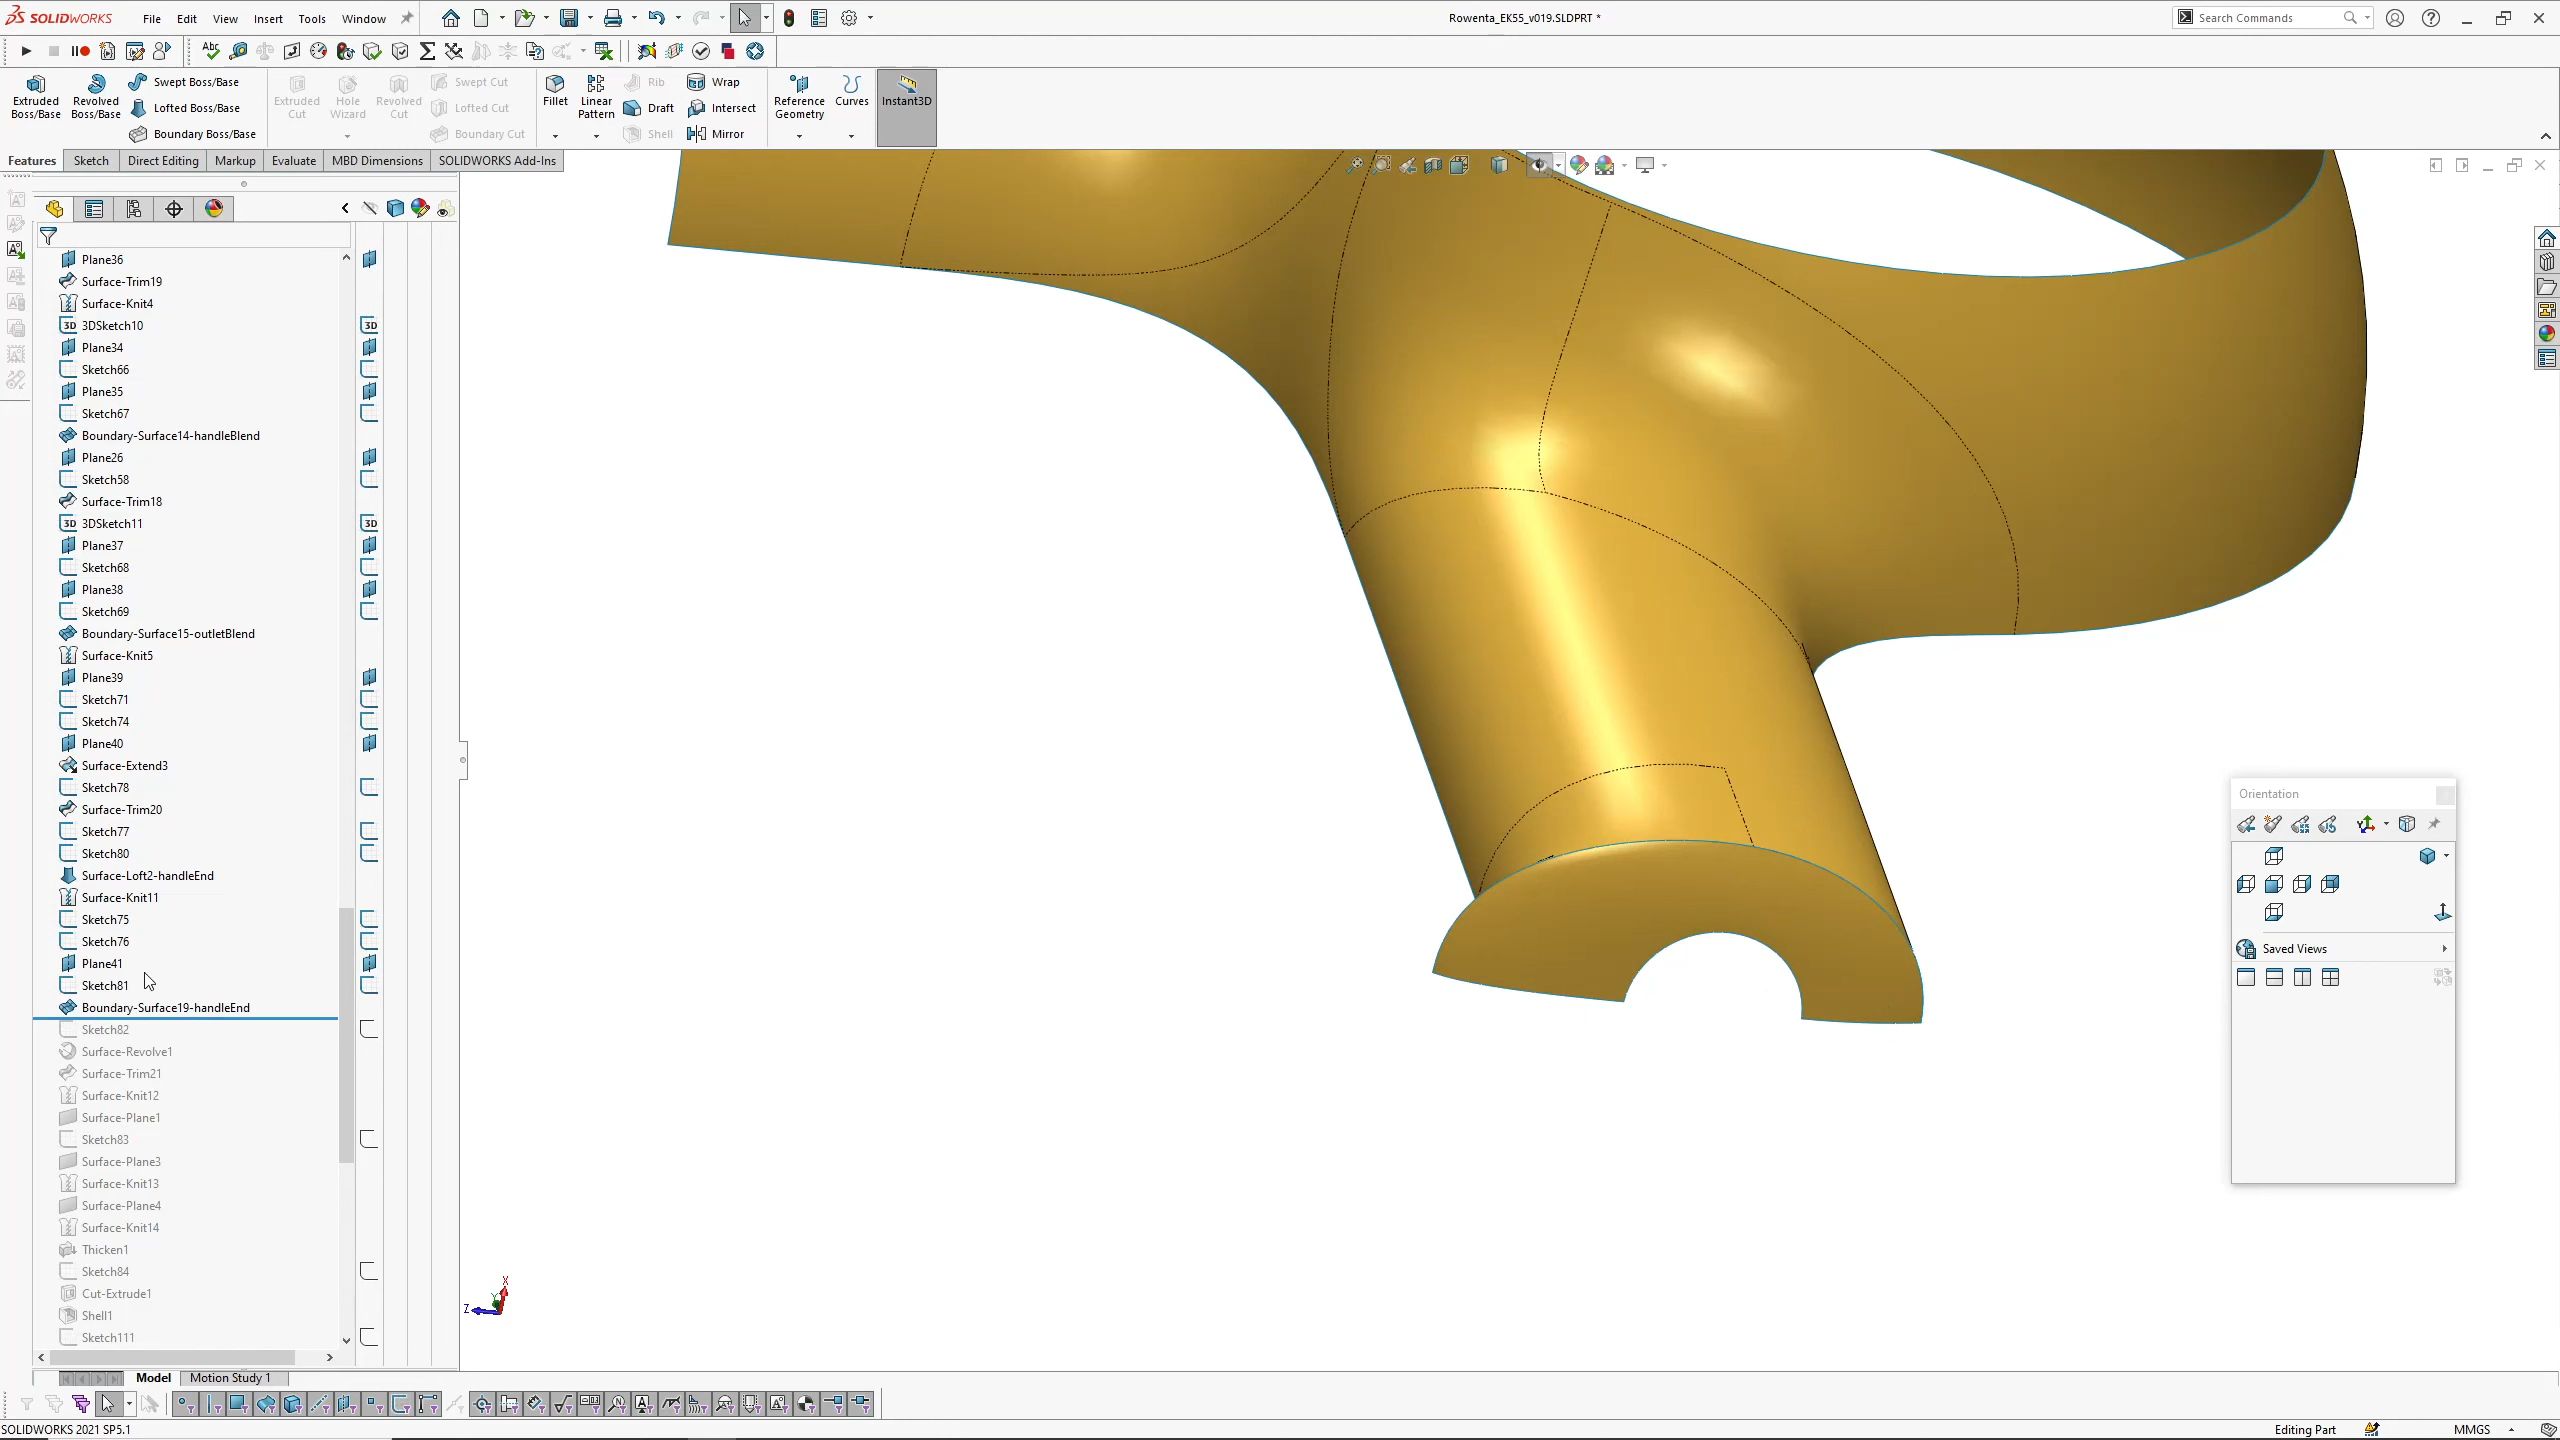 SOLIDWORKS
File Edit View Insert Tools Window
Rowenta_EK55_v019.SLDPRT *
Search Commands
Extruded Boss/Base
Revolved Boss/Base
Swept Boss/Base
Lofted Boss/Base
Boundary Boss/Base
Extruded Cut
Hole Wizard
Revolved Cut
Swept Cut
Lofted Cut
Boundary Cut
Fillet
Linear Pattern
Rib
Draft
Shell
Wrap
Intersect
Mirror
Reference Geometry
Curves
Instant3D
Features Sketch Direct Editing Markup Evaluate MBD Dimensions SOLIDWORKS Add-Ins
Plane36
Surface-Trim19
Surface-Knit4
3D 3DSketch10 3D
Plane34
Sketch66
Plane35
Sketch67
Boundary-Surface14-handleBlend
Plane26
Sketch58
Surface-Trim18
3D 3DSketch11 3D
Plane37
Sketch68
Plane38
Sketch69
Boundary-Surface15-outletBlend
Surface-Knit5
Plane39
Sketch71
Sketch74
Plane40
Surface-Extend3
Sketch78
Surface-Trim20
Sketch77
Sketch80
Surface-Loft2-handleEnd
Surface-Knit11
Sketch75
Sketch76
Plane41
Sketch81
Boundary-Surface19-handleEnd
Sketch82
Surface-Revolve1
Surface-Trim21
Surface-Knit12
Surface-Plane1
Sketch83
Surface-Plane3
Surface-Knit13
Surface-Plane4
Surface-Knit14
Thicken1
Sketch84
Cut-Extrude1
Shell1
Sketch111
Orientation
Saved Views
X
Y
Z
Model Motion Study 1
SOLIDWORKS 2021 SP5.1
Editing Part
MMGS